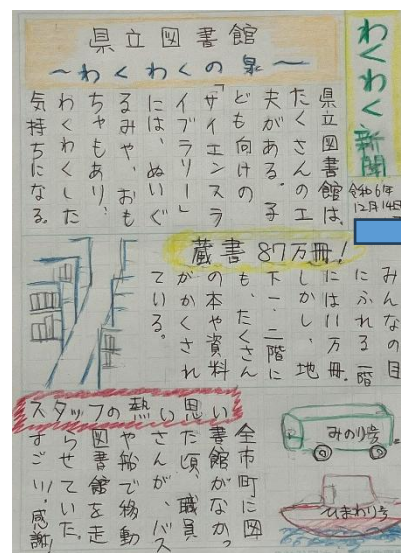 わくわく新聞
令和6年
12月14日
県立図書館
～わくわくの泉～
県立図書館は、
たくさんの工
夫がある。子
ども向けの
「サイエンスラ
イブラリー」
には、ぬいぐ
るみや、おも
ちゃもあり、
わくわくした
気持ちになる。
蔵書87万冊!
みんなの目
にふれる一階
には11万冊。
しかし、地
下一、二階に
も、たくさん
の本や資料
がかくされ
ている。
スタッフの熱い思い
全市町に図
書館がなかっ
た頃、職員
さんが、バス
や船で移動
図書館を走
らせていた。
すごい!感謝!
みのり号
ひまわり号